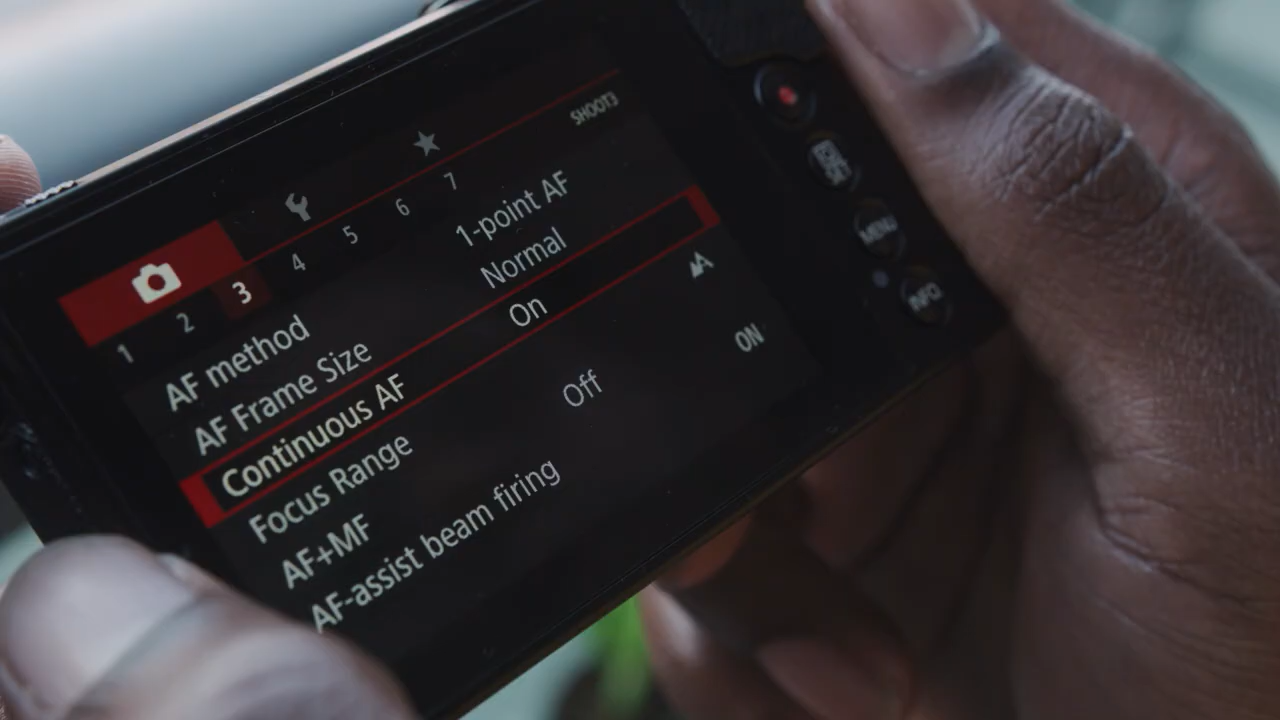 SHOOT3
1 2 3 4 5 6 7
AF method 1-point AF
AF Frame Size Normal
Continuous AF On
Focus Range
AF+MF Off
AF-assist beam firing ON
MENU
INFO